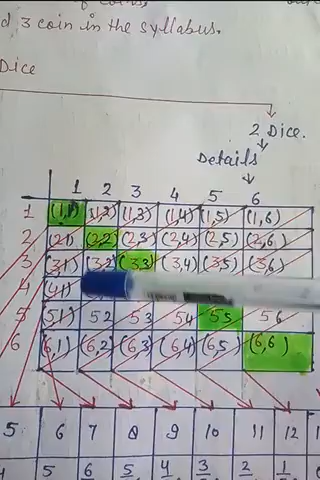 d 3 coin in the syllabus.
Dice
2 Dice.
Details
1 2 3 4 5 6
1 (1,1) (1,2) (1,3) (1,4) (1,5) (1,6)
2 (2,1) (2,2) (2,3) (2,4) (2,5) (2,6)
3 (3,1) (3,2) (3,3) (3,4) (3,5) (3,6)
4 (4,1)
5 (5,1) 5 2 5 3 5 4 5 5 5 6
6 (6,1) (6,2) (6,3) (6,4) (6,5) (6,6)
5 6 7 8 9 10 11 12
4 5 6 5 4 3 2 1